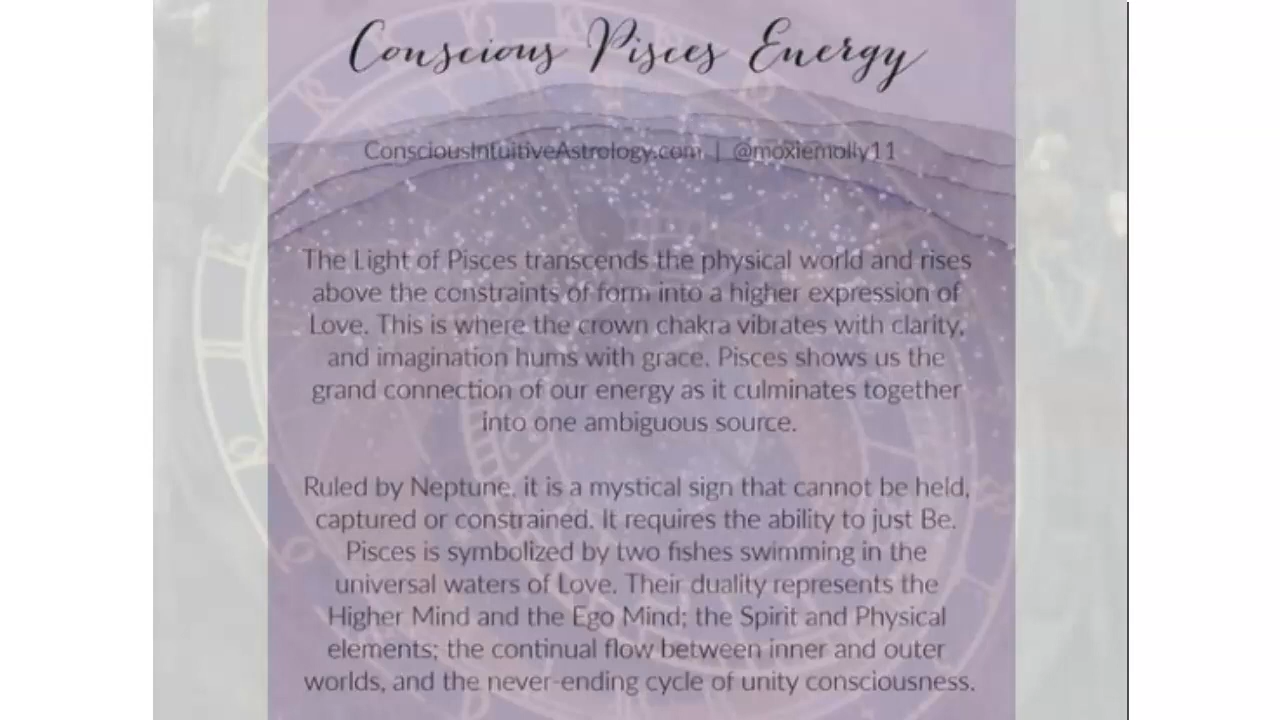 Conscious Pisces Energy
ConsciousIntuitiveAstrology.com | @moxiemolly11
The Light of Pisces transcends the physical world and rises
above the constraints of form into a higher expression of
Love. This is where the crown chakra vibrates with clarity,
and imagination hums with grace. Pisces shows us the
grand connection of our energy as it culminates together
into one ambiguous source.
Ruled by Neptune, it is a mystical sign that cannot be held,
captured or constrained. It requires the ability to just Be.
Pisces is symbolized by two fishes swimming in the
universal waters of Love. Their duality represents the
Higher Mind and the Ego Mind; the Spirit and Physical
elements; the continual flow between inner and outer
worlds, and the never-ending cycle of unity consciousness.